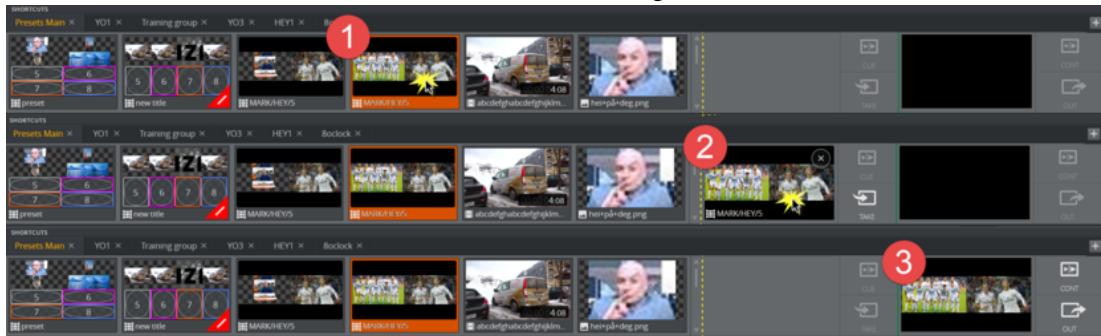 SHORTCUTS
Presets Main × YO1 × Training group × YO3 × HEY1 × 8oclock
1
5 6 IZI
7 8 5 6 7 8 4:08
preset new title MARK/HEY/5 MARK/HEY/5 abcdefghabcdefghijklm... hei+på+deg.png
CUE CONT
TAKE OUT
SHORTCUTS
Presets Main × YO1 × Training group × YO3 × HEY1 × 8oclock ×
2
5 6 IZI
7 8 5 6 7 8 4:08
preset new title MARK/HEY/5 MARK/HEY/5 abcdefghabcdefghijklm... hei+på+deg.png MARK/HEY/5
CUE CONT
TAKE OUT
SHORTCUTS
Presets Main × YO1 × Training group × YO3 × HEY1 × 8oclock ×
3
5 6 IZI
7 8 5 6 7 8 4:08
preset new title MARK/HEY/5 MARK/HEY/5 abcdefghabcdefghijklm... hei+på+deg.png
CUE CONT
TAKE OUT